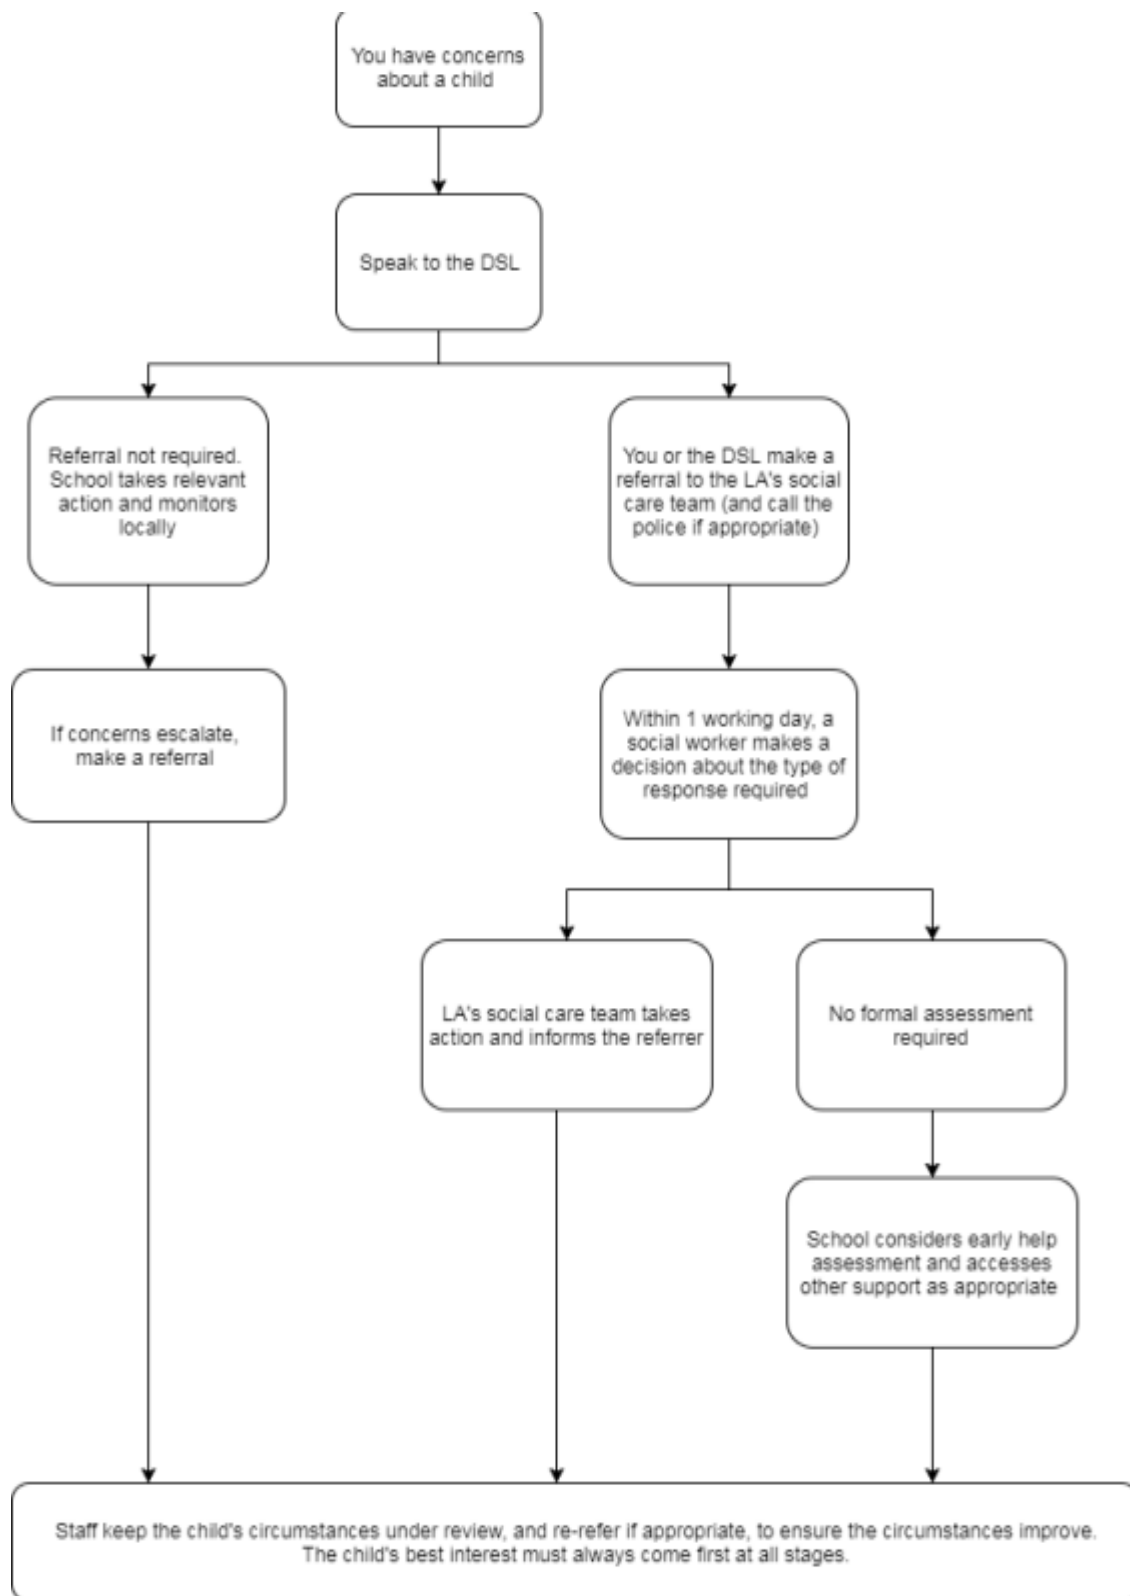 You have concerns
about a child
Speak to the DSL
Referral not required.
School takes relevant
action and monitors
locally
You or the DSL make a
referral to the LA's social
care team (and call the
police if appropriate)
If concerns escalate,
make a referral
Within 1 working day, a
social worker makes a
decision about the type of
response required
LA's social care team takes
action and informs the referrer
No formal assessment
required
School considers early help
assessment and accesses
other support as appropriate
Staff keep the child's circumstances under review, and re-refer if appropriate, to ensure the circumstances improve.
The child's best interest must always come first at all stages.